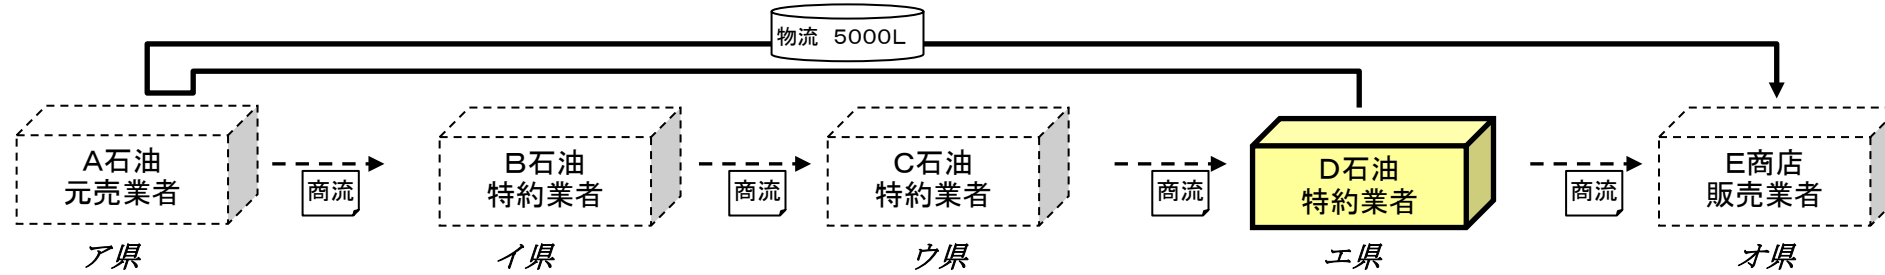 物流 5000L
A石油
元売業者
商流
B石油
特約業者
商流
C石油
特約業者
商流
D石油
特約業者
商流
E商店
販売業者
ア県
イ県
ウ県
エ県
オ県